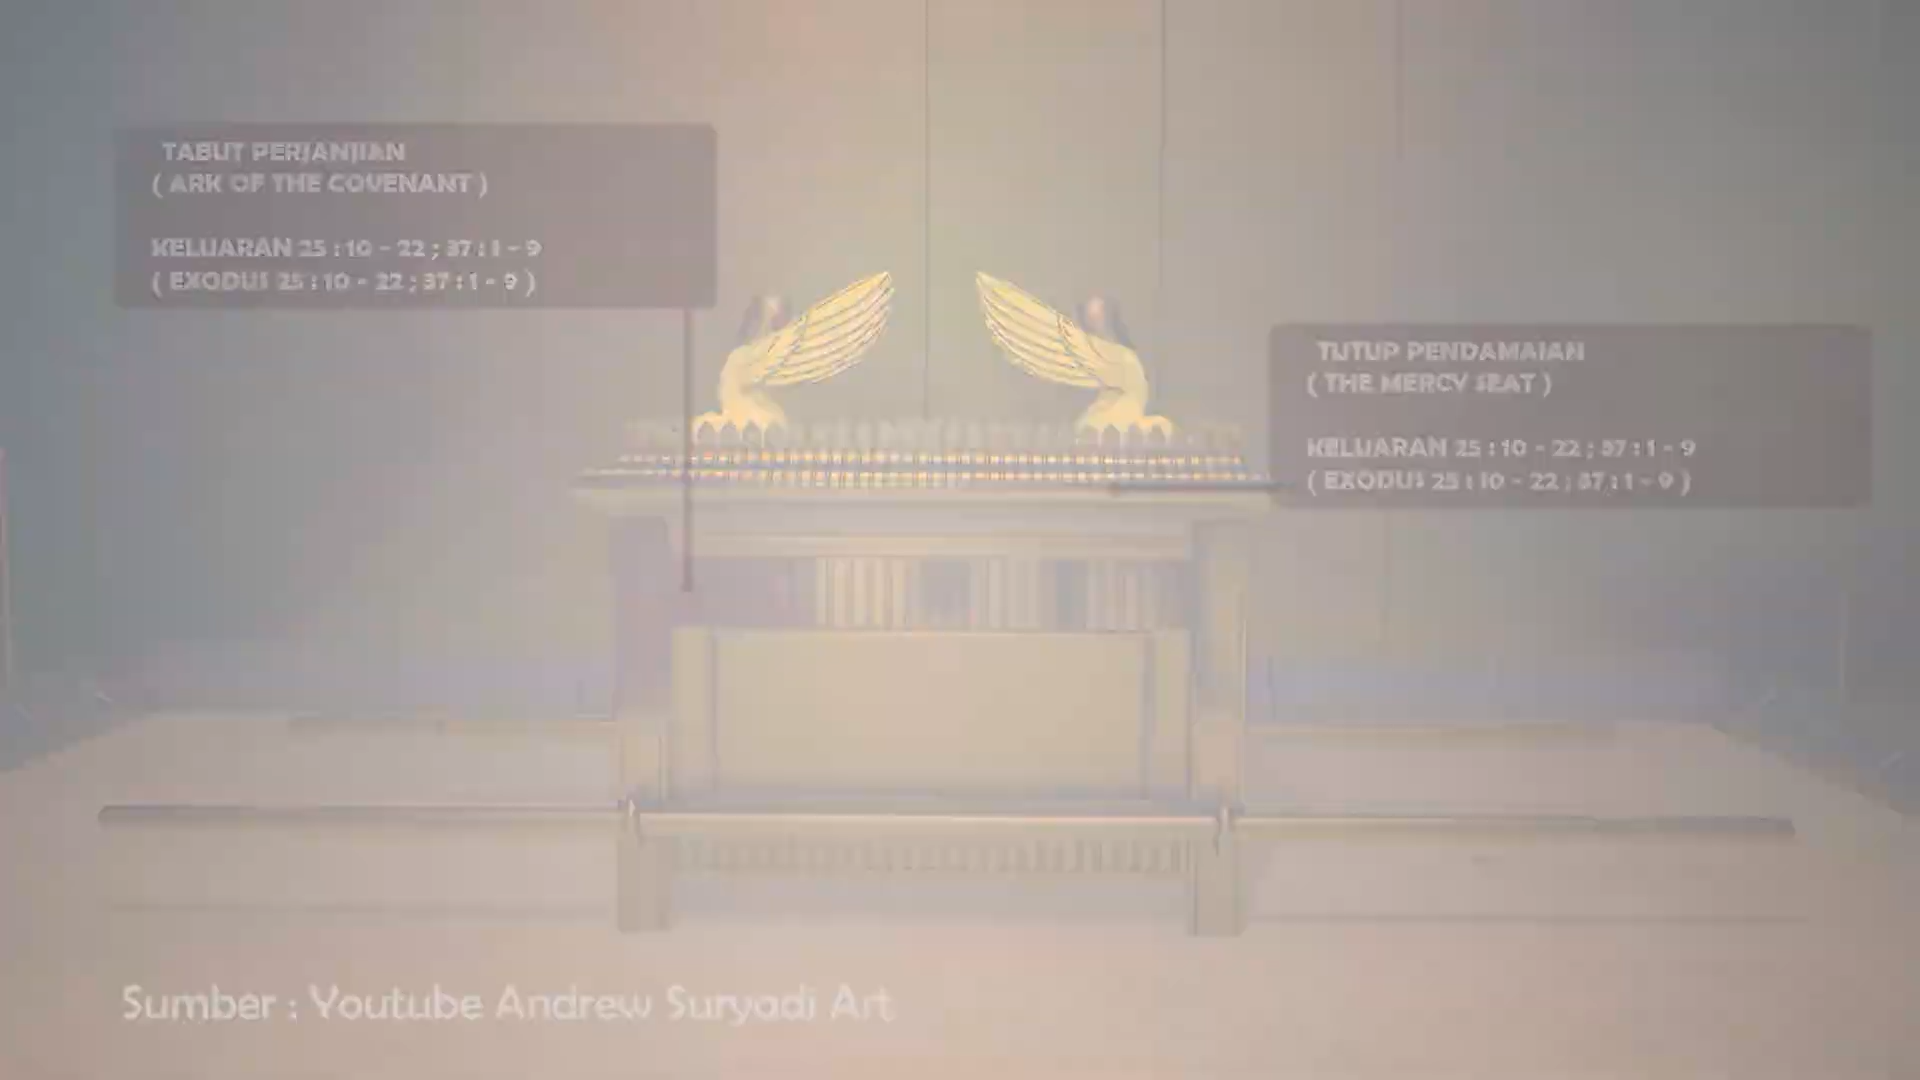 TABUT PERJANJIAN
( ARK OF THE COVENANT )
KELUARAN 25 : 10 - 22 ; 37 : 1 - 9
( EXODUS 25 : 10 - 22 ; 37 : 1 - 9 )
TUTUP PENDAMAIAN
( THE MERCY SEAT )
KELUARAN 25 : 10 - 22 ; 37 : 1 - 9
( EXODUS 25 : 10 - 22 ; 37 : 1 - 9 )
Sumber : Youtube Andrew Suryadi Art